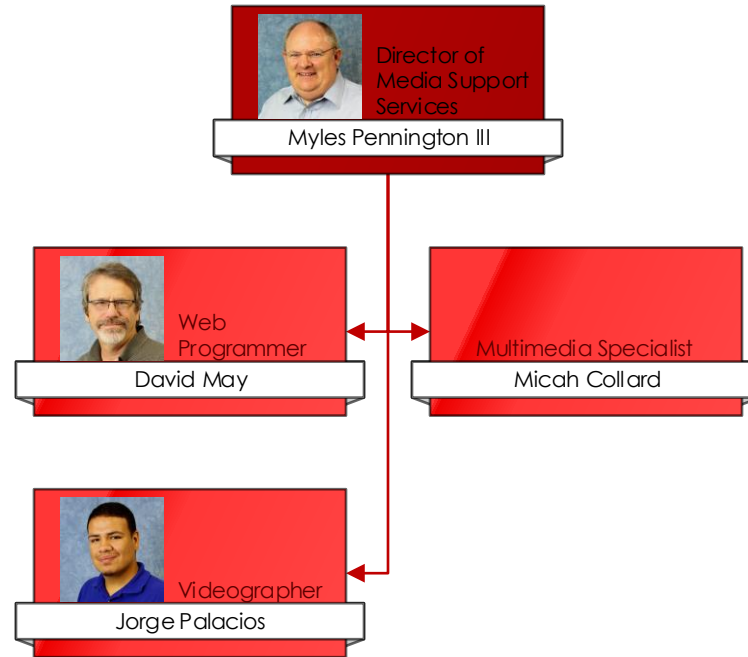 Director of
Media Support
Services
Myles Pennington III
Web
Programmer
David May
Multimedia Specialist
Micah Collard
Videographer
Jorge Palacios